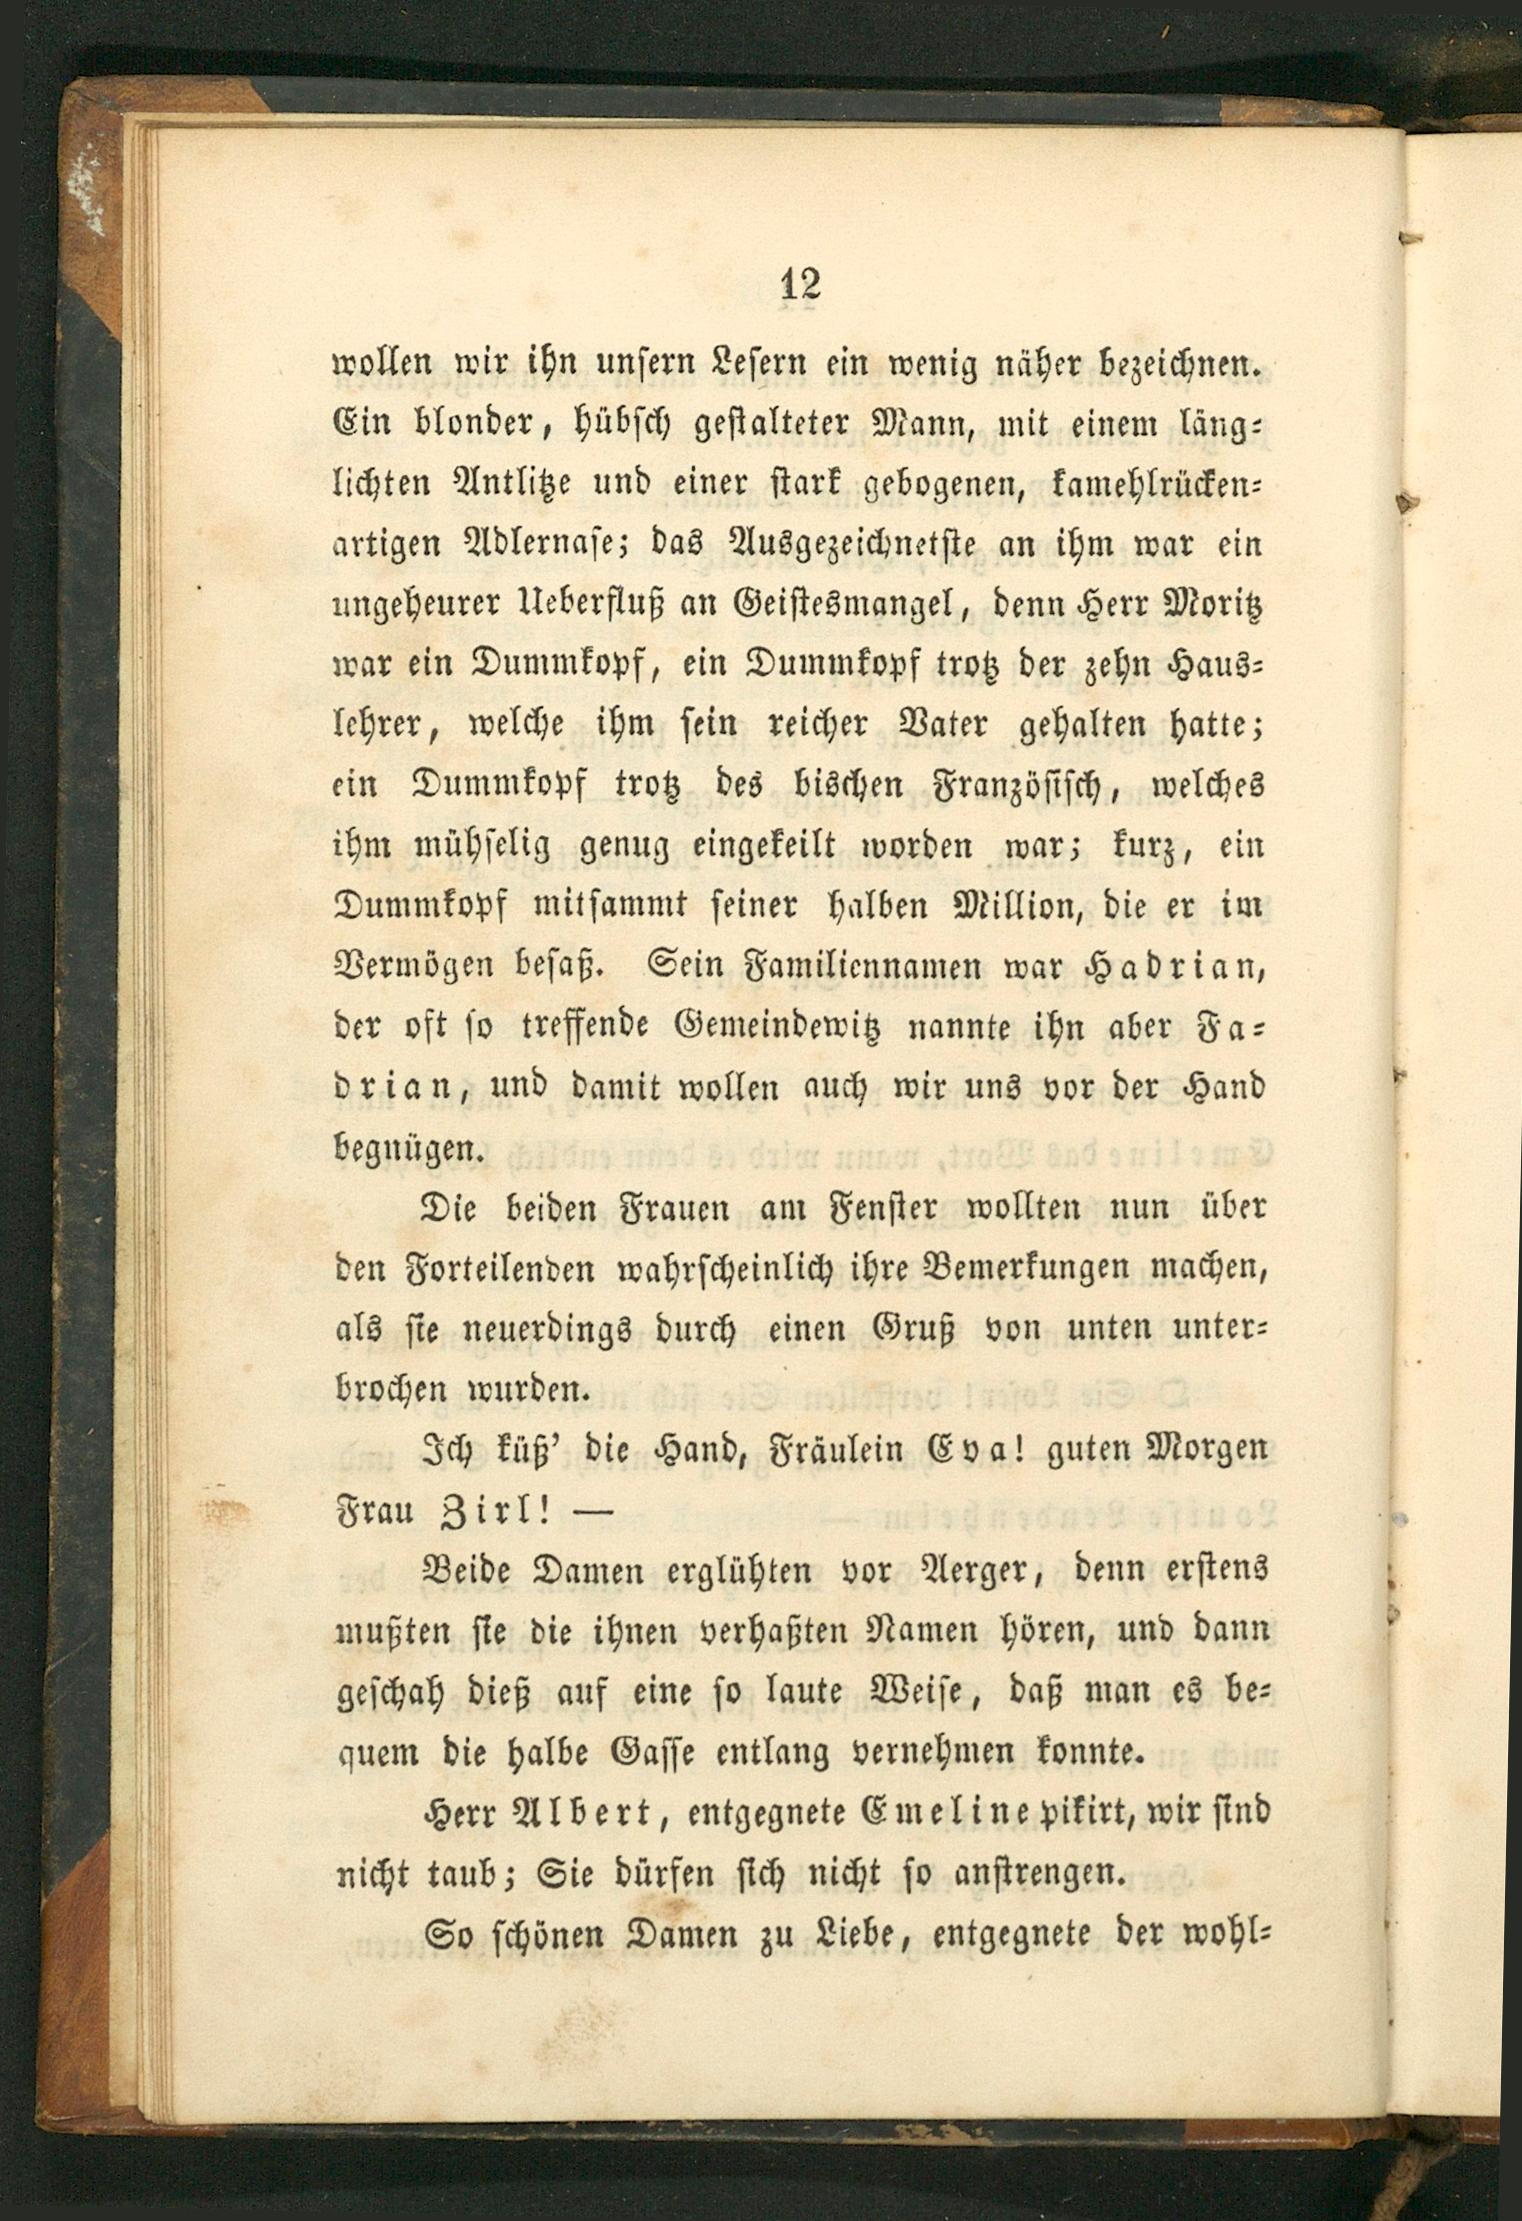 12
wollen wir ihn unsern Lesern ein wenig näher bezeichnen.
Ein blonder, hübsch gestalteter Mann, mit einem läng-
lichten Antlitze und einer stark gebogenen, kamehlrücken-
artigen Adlernase; das Ausgezeichnetste an ihm war ein
ungeheurer Ueberfluß an Geistesmangel, denn Herr Moritz
war ein Dummkopf, ein Dummkopf trotz der zehn Haus-
lehrer, welche ihm sein reicher Vater gehalten hatte;
ein Dummkopf trotz des bischen Französisch, welches
ihm mühselig genug eingekeilt worden war; kurz, ein
Dummkopf mitsammt seiner halben Million, die er im
Vermögen besaß. Sein Familiennamen war Hadrian,
der oft so treffende Gemeindewitz nannte ihn aber Fa-
drian, und damit wollen auch wir uns vor der Hand
begnügen.
Die beiden Frauen am Fenster wollten nun über
den Forteilenden wahrscheinlich ihre Bemerkungen machen,
als sie neuerdings durch einen Gruß von unten unter-
brochen wurden.
Ich küß' die Hand, Fräulein Eva! guten Morgen
Frau Zirl! —
Beide Damen erglühten vor Aerger, denn erstens
mußten sie die ihnen verhaßten Namen hören, und dann
geschah dieß auf eine so laute Weise, daß man es be-
quem die halbe Gasse entlang vernehmen konnte.
Herr Albert, entgegnete Emeline pikirt, wir sind
nicht taub; Sie dürfen sich nicht so anstrengen.
So schönen Damen zu Liebe, entgegnete der wohl-